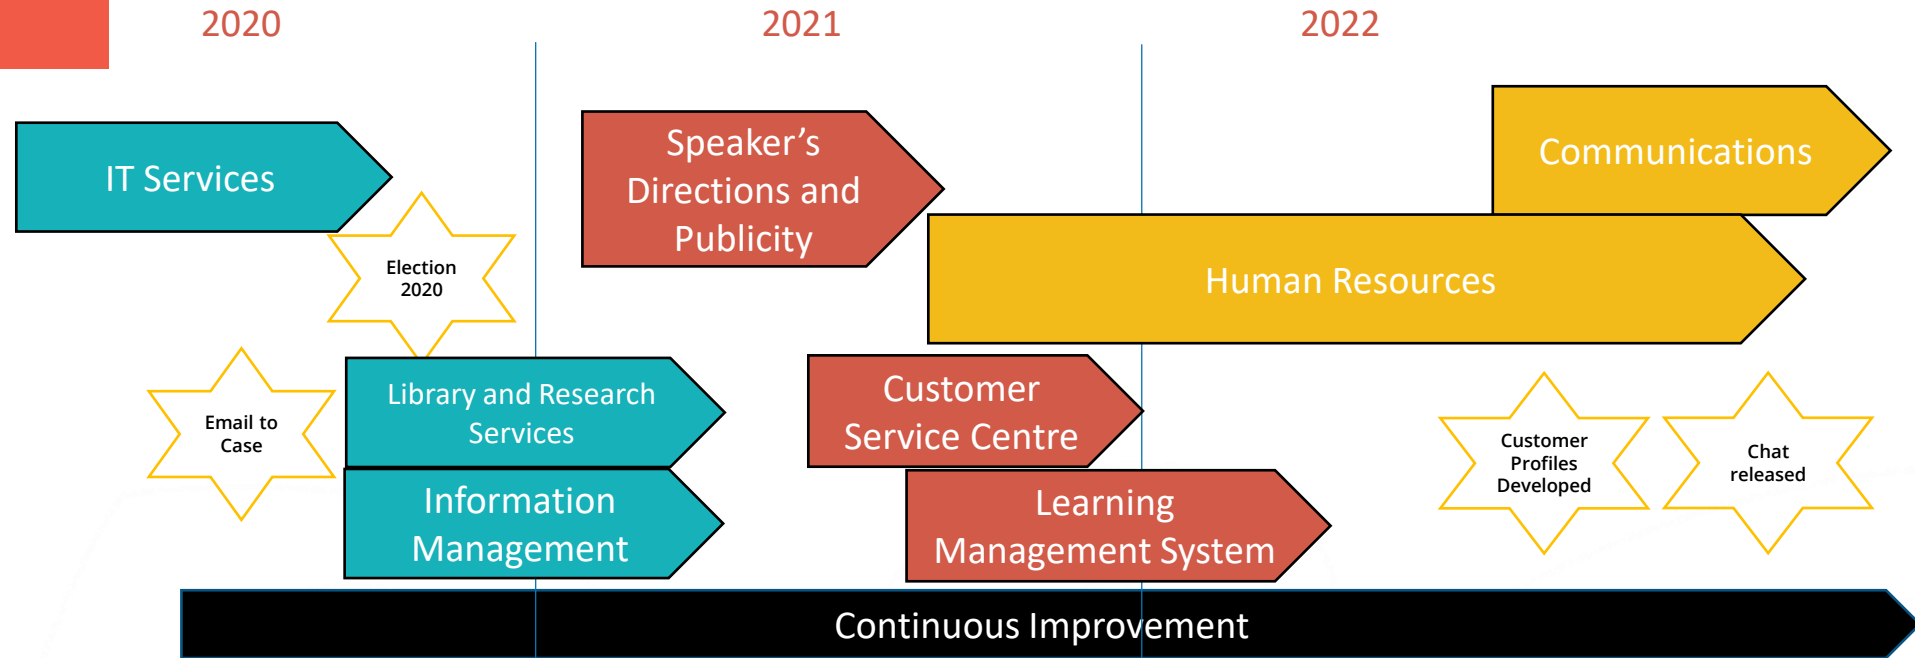 2020
2021
2022
IT Services
Speaker’s
Directions and
Publicity
Communications
Election
2020
Human Resources
Email to
Case
Library and Research
Services
Customer
Service Centre
Customer
Profiles
Developed
Chat
released
Information
Management
Learning
Management System
Continuous Improvement